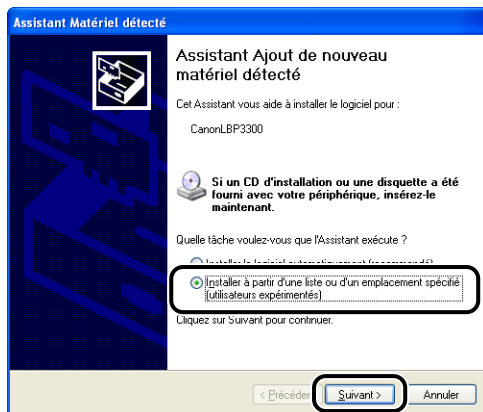 Assistant Matériel détecté
Assistant Ajout de nouveau
matériel détecté
Cet Assistant vous aide à installer le logiciel pour :
CanonLBP3300
Si un CD d'installation ou une disquette a été
fourni avec votre périphérique, insérez-le
maintenant.
Quelle tâche voulez-vous que l'Assistant exécute ?
Installer le logiciel automatiquement (recommandé)
Installer à partir d'une liste ou d'un emplacement spécifié
(utilisateurs expérimentés)
Cliquez sur Suivant pour continuer.
< Précédent
Suivant >
Annuler